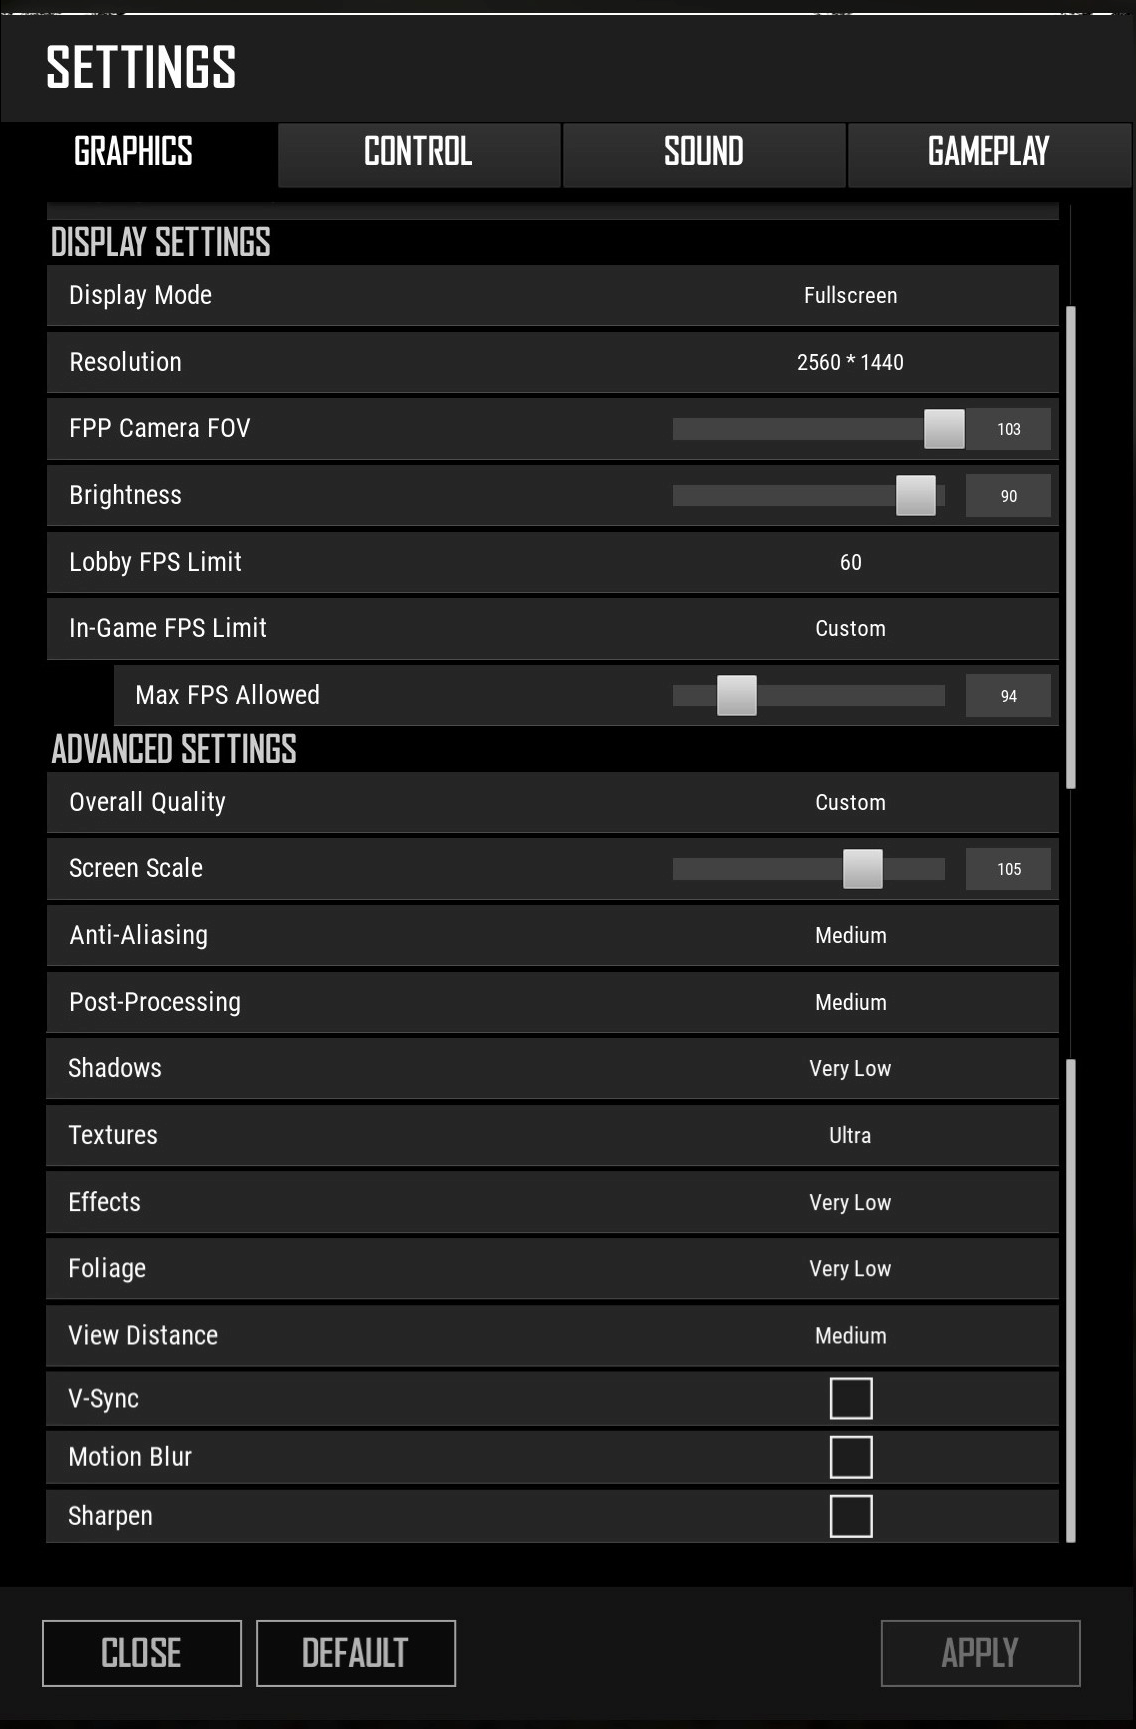 SETTINGS
GRAPHICS CONTROL SOUND GAMEPLAY
DISPLAY SETTINGS
Display Mode Fullscreen
Resolution 2560 * 1440
FPP Camera FOV 103
Brightness 90
Lobby FPS Limit 60
In-Game FPS Limit Custom
Max FPS Allowed 94
ADVANCED SETTINGS
Overall Quality Custom
Screen Scale 105
Anti-Aliasing Medium
Post-Processing Medium
Shadows Very Low
Textures Ultra
Effects Very Low
Foliage Very Low
View Distance Medium
V-Sync
Motion Blur
Sharpen
CLOSE DEFAULT APPLY